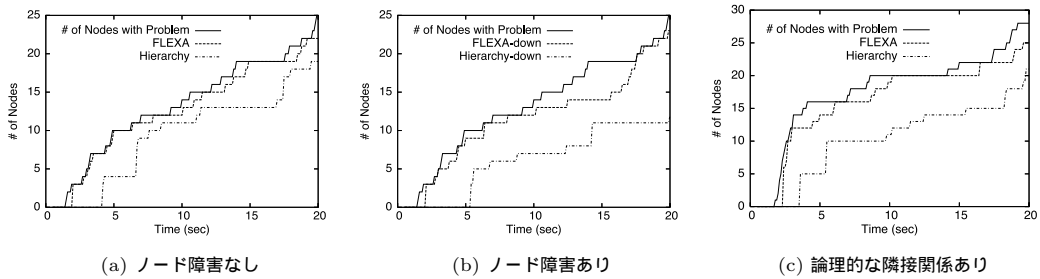 # of Nodes with Problem
FLEXA
Hierarchy
# of Nodes
25
20
15
10
5
0
0 5 10 15 20
Time (sec)
(a) ノード障害なし
# of Nodes with Problem
FLEXA-down
Hierarchy-down
# of Nodes
25
20
15
10
5
0
0 5 10 15 20
Time (sec)
(b) ノード障害あり
# of Nodes with Problem
FLEXA
Hierarchy
# of Nodes
30
25
20
15
10
5
0
0 5 10 15 20
Time (sec)
(c) 論理的な隣接関係あり